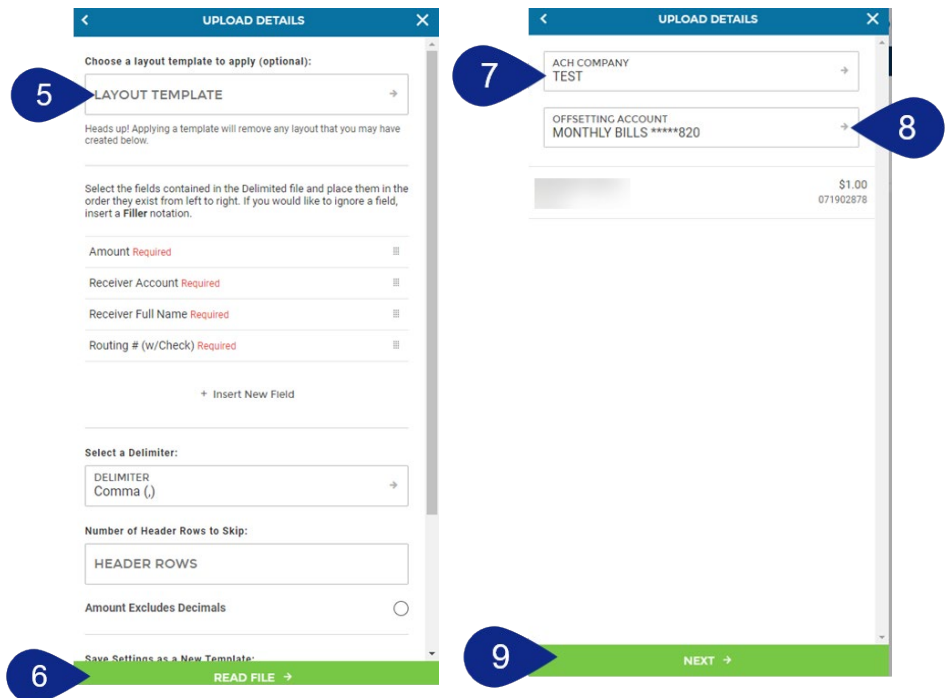 UPLOAD DETAILS
Choose a layout template to apply (optional):
5
LAYOUT TEMPLATE
Heads up! Applying a template will remove any layout that you may have
created below.
Select the fields contained in the Delimited file and place them in the
order they exist from left to right. If you would like to ignore a field,
insert a Filler notation.
Amount Required
Receiver Account Required
Receiver Full Name Required
Routing # (w/Check) Required
+ Insert New Field
Select a Delimiter:
DELIMITER
Comma (,)
Number of Header Rows to Skip:
HEADER ROWS
Amount Excludes Decimals
Save Settings as a New Template:
6
READ FILE →
UPLOAD DETAILS
7
ACH COMPANY
TEST
OFFSETTING ACCOUNT
MONTHLY BILLS *****820
8
$1.00
071902878
9
NEXT →